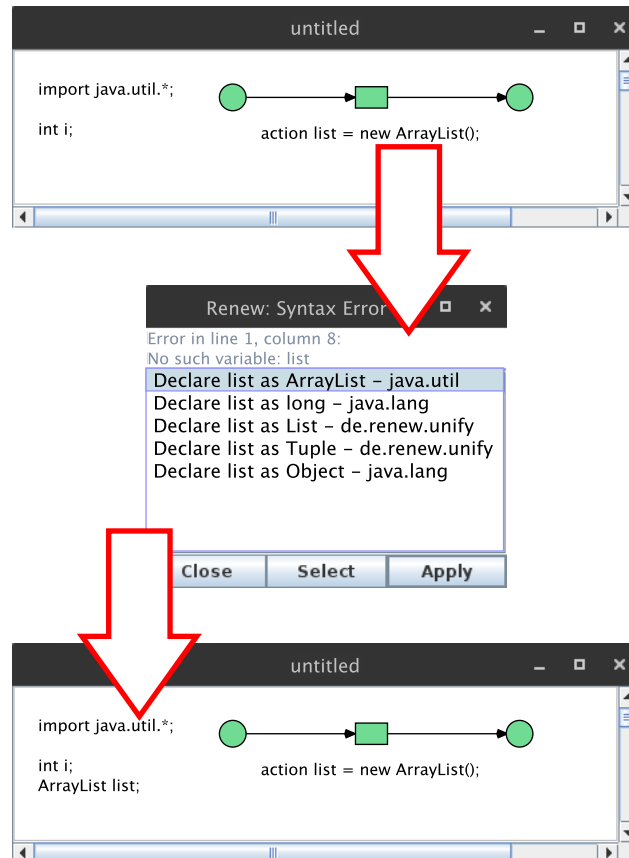 untitled
import java.util.*;
int i;
action list = new ArrayList();
Renew: Syntax Error
Error in line 1, column 8:
No such variable: list
Declare list as ArrayList – java.util
Declare list as long – java.lang
Declare list as List – de.renew.unify
Declare list as Tuple – de.renew.unify
Declare list as Object – java.lang
Close Select Apply
untitled
import java.util.*;
int i;
action list = new ArrayList();
ArrayList list;